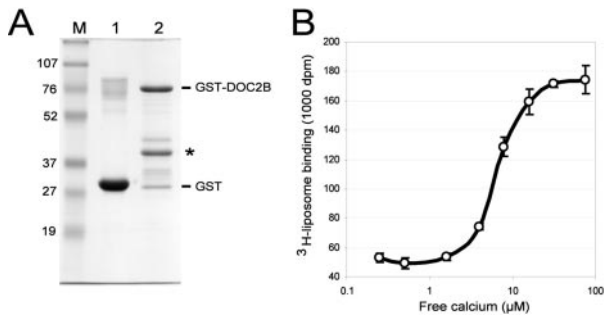 A
M 1 2
107
76
52
37
27
19
GST-DOC2B
*
GST
B
³H-liposome binding (1000 dpm)
200
180
160
140
120
100
80
60
40
0.1 1 10 100
Free calcium (µM)